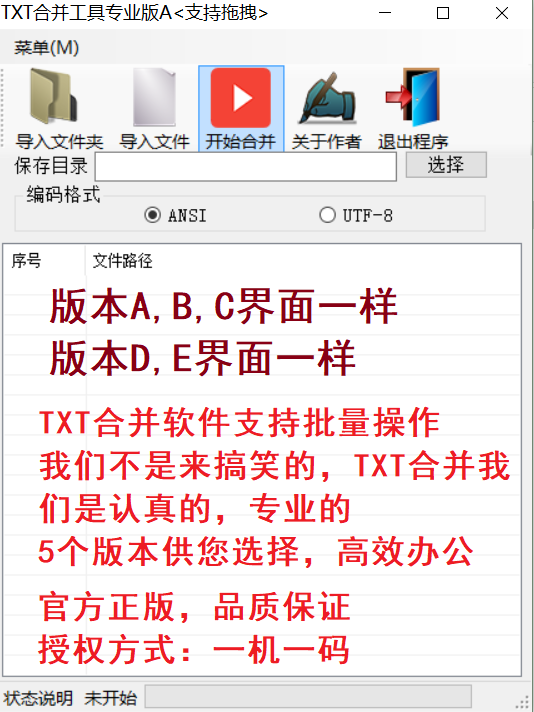 TXT合并工具专业版A<支持拖拽>
菜单(M)
导入文件夹 导入文件 开始合并 关于作者 退出程序
保存目录 选择
编码格式
ANSI UTF-8
序号 文件路径
版本A,B,C界面一样
版本D,E界面一样
TXT合并软件支持批量操作
我们不是来搞笑的，TXT合并我
们是认真的，专业的
5个版本供您选择，高效办公
官方正版，品质保证
授权方式：一机一码
状态说明 未开始